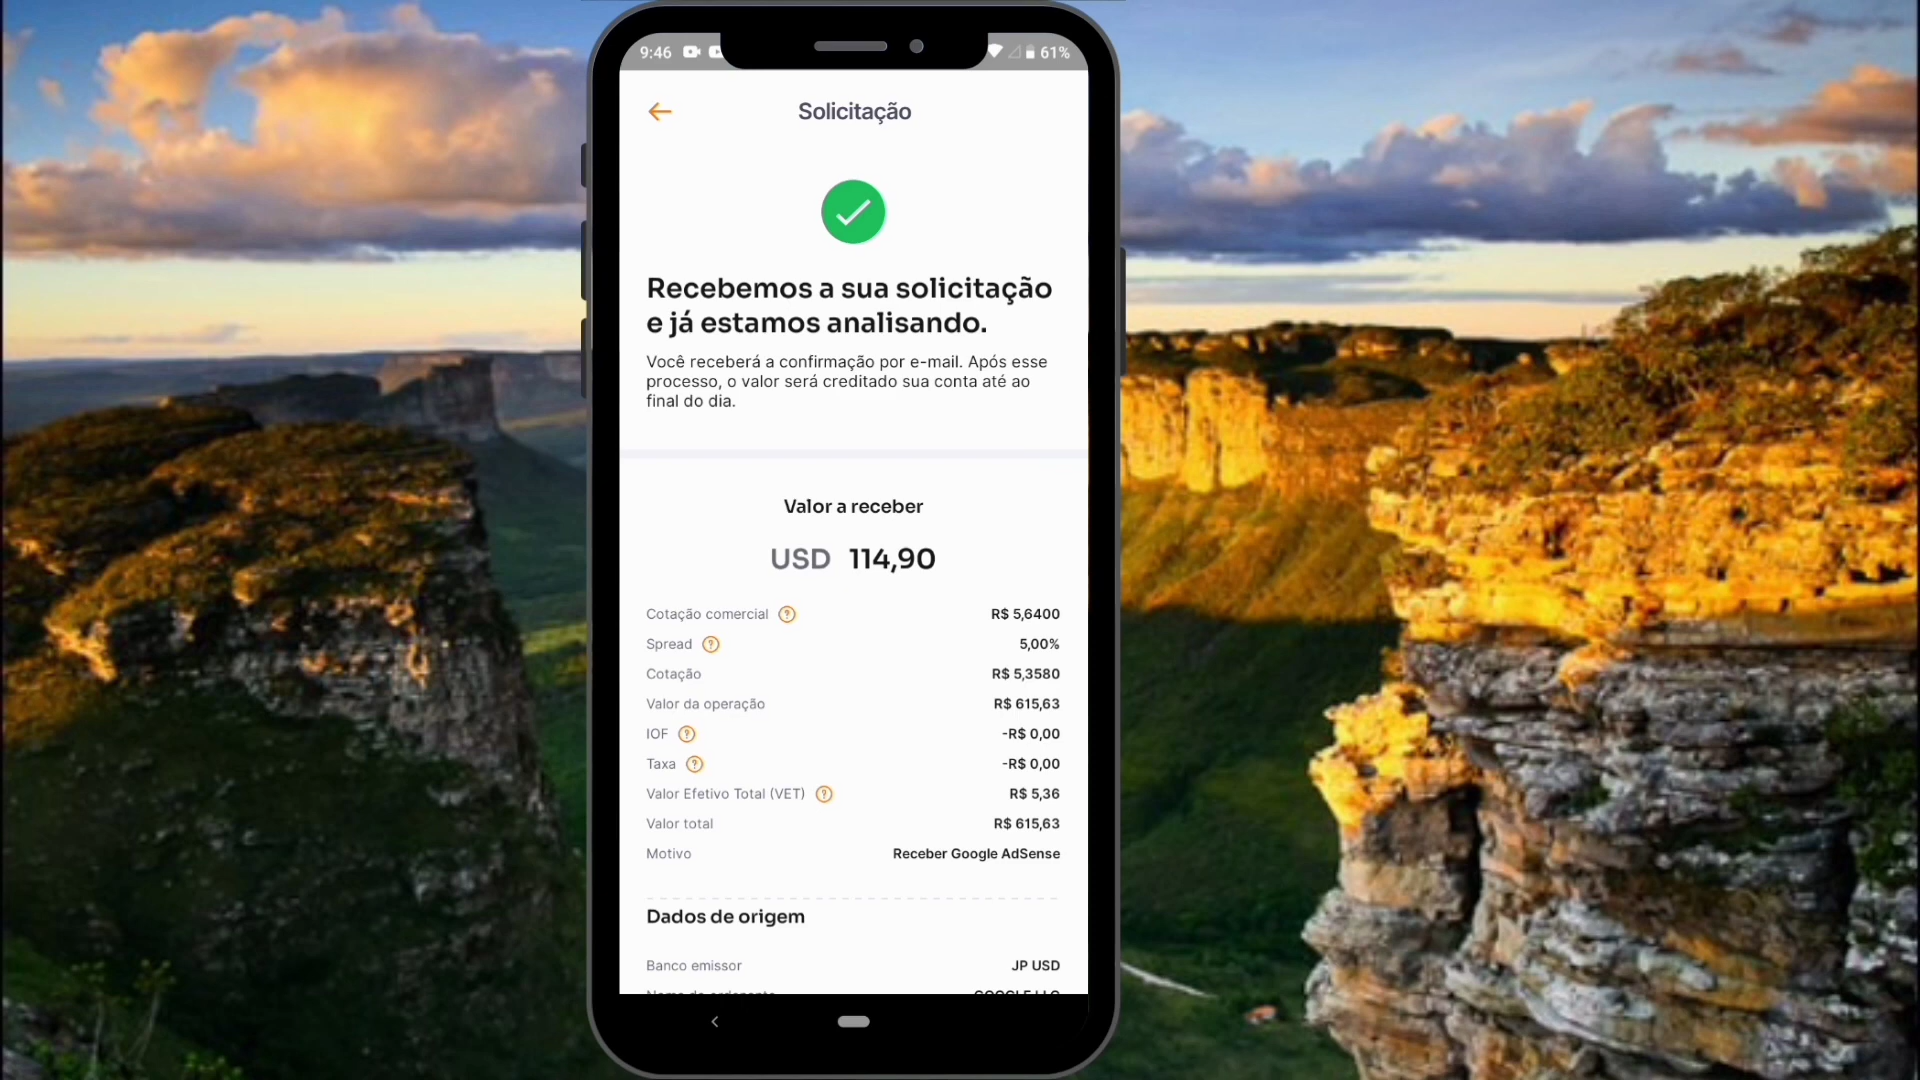 9:46
61%
Solicitação
Recebemos a sua solicitação
e já estamos analisando.
Você receberá a confirmação por e-mail. Após esse
processo, o valor será creditado sua conta até ao
final do dia.
Valor a receber
USD 114,90
Cotação comercial ? R$ 5,6400
Spread ? 5,00%
Cotação R$ 5,3580
Valor da operação R$ 615,63
IOF ? -R$ 0,00
Taxa ? -R$ 0,00
Valor Efetivo Total (VET) ? R$ 5,36
Valor total R$ 615,63
Motivo Receber Google AdSense
Dados de origem
Banco emissor JP USD